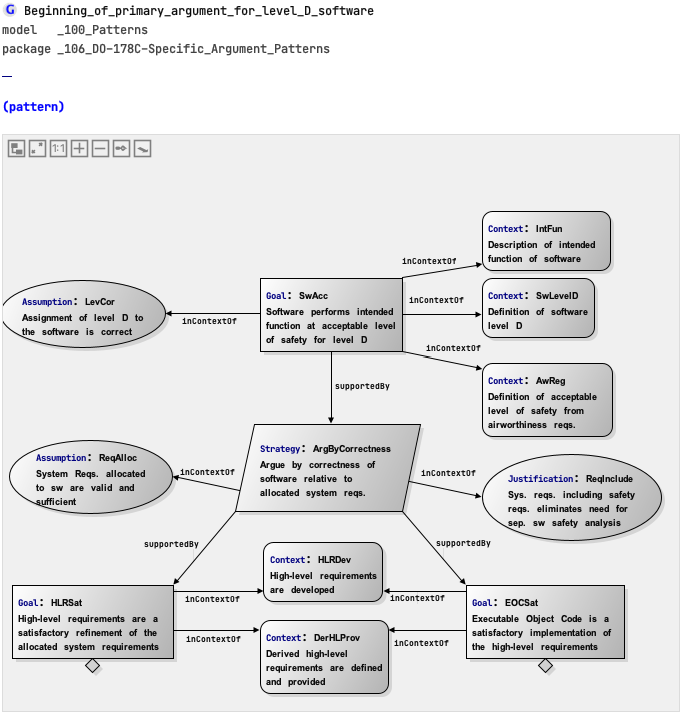 G Beginning_of_primary_argument_for_level_D_software
model _100_Patterns
package _106_DO-178C-Specific_Argument_Patterns
(pattern)
1:1
Context: IntFun
Description of intended
function of software
inContextOf
Assumption: LevCor
Assignment of level D to
the software is correct
inContextOf
Goal: SwAcc
Software performs intended
function at acceptable level
of safety for level D
inContextOf
Context: SwLevelD
Definition of software
level D
inContextOf
Context: AwReg
Definition of acceptable
level of safety from
airworthiness reqs.
supportedBy
Assumption: ReqAlloc
System Reqs. allocated
to sw are valid and
sufficient
inContextOf
Strategy: ArgByCorrectness
Argue by correctness of
software relative to
allocated system reqs.
inContextOf
Justification: ReqInclude
Sys. reqs. including safety
reqs. eliminates need for
sep. sw safety analysis
supportedBy
supportedBy
Context: HLRDev
High-level requirements
are developed
Goal: HLRSat
High-level requirements are a
satisfactory refinement of the
allocated system requirements
inContextOf
inContextOf
inContextOf
inContextOf
Goal: EOCSat
Executable Object Code is a
satisfactory implementation of
the high-level requirements
Context: DerHLProv
Derived high-level
requirements are defined
and provided